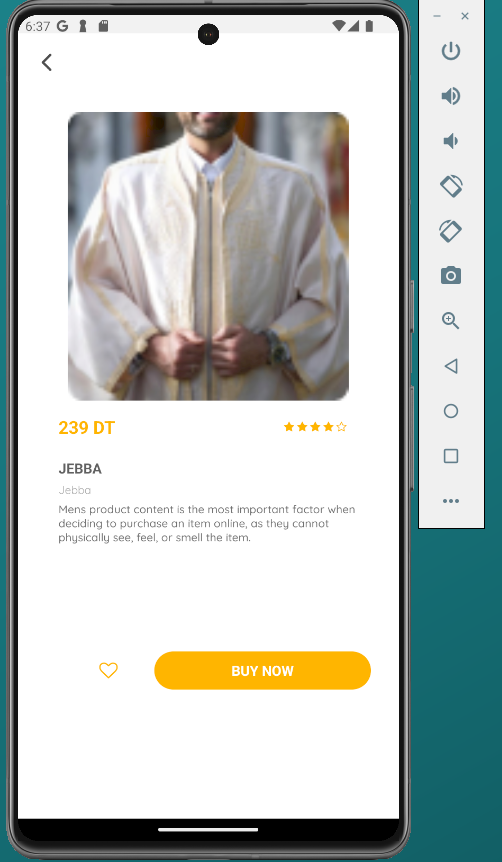 6:37
239 DT
JEBBA
Jebba
Mens product content is the most important factor when
deciding to purchase an item online, as they cannot
physically see, feel, or smell the item.
BUY NOW